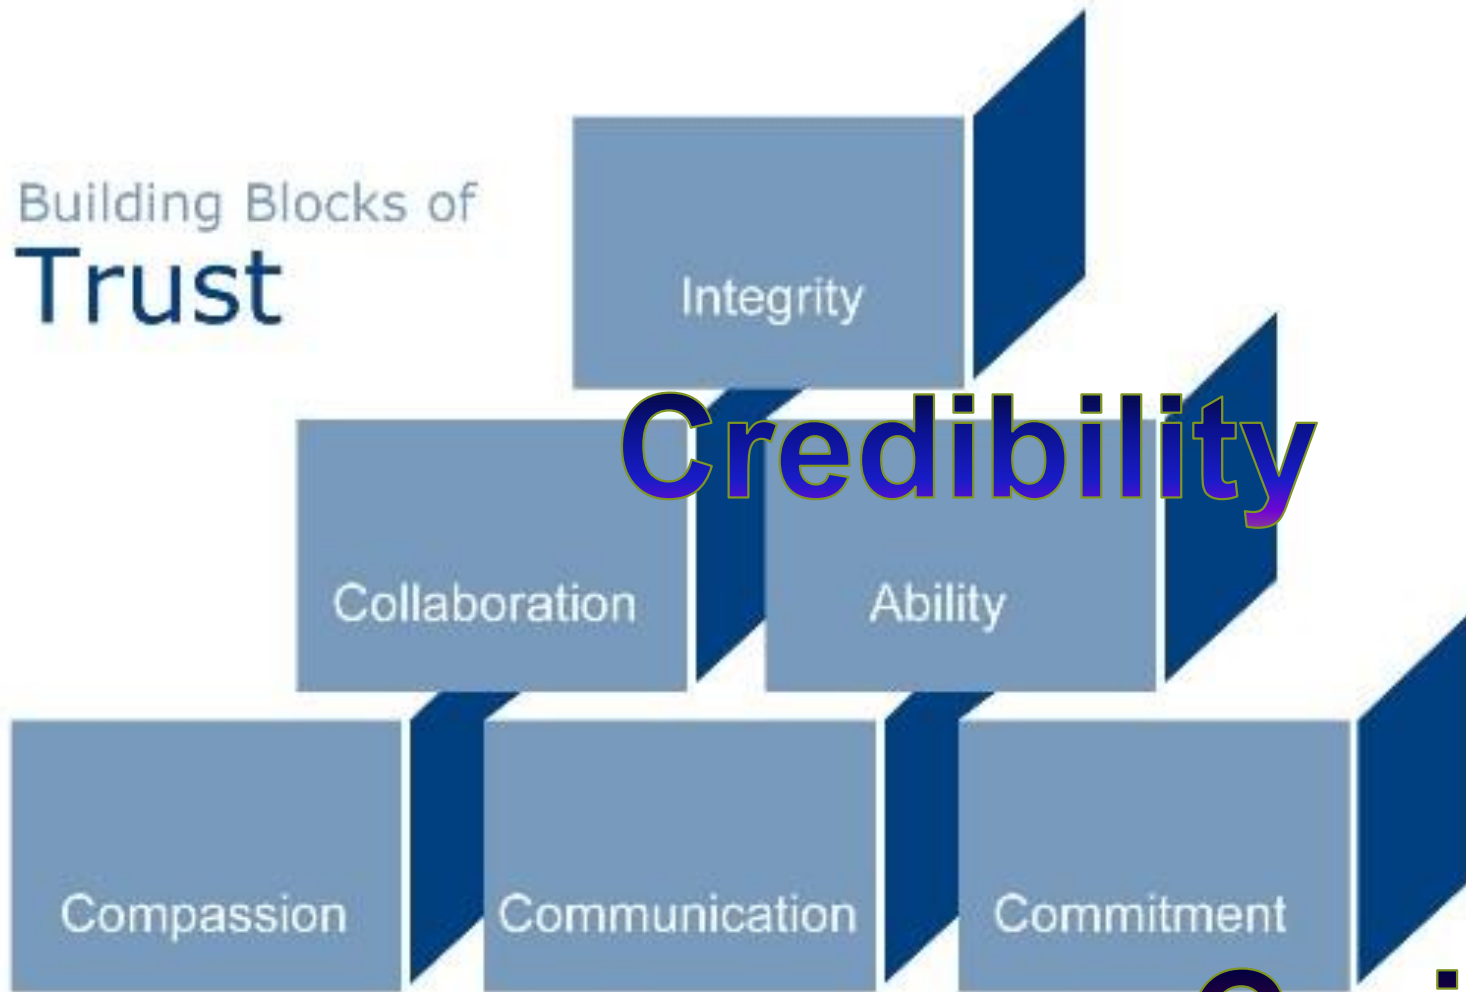 Building Blocks of
Trust
Integrity
Credibility
Collaboration
Ability
Compassion
Communication
Commitment